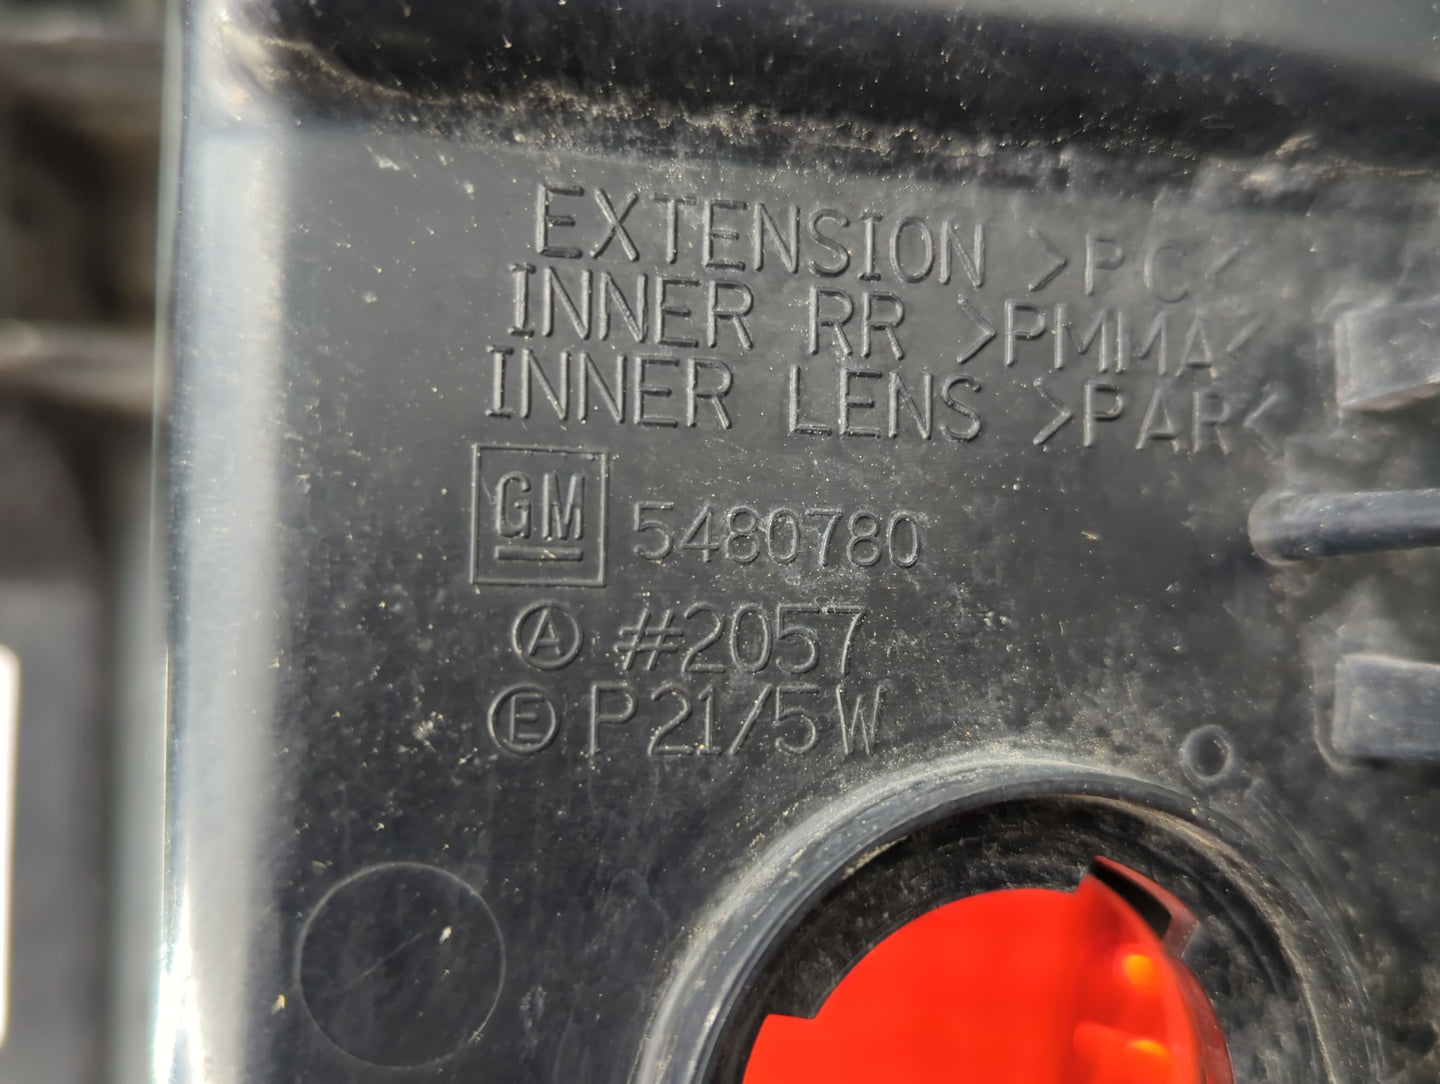 EXTENSION >PC<
INNER RR >PMMA<
INNER LENS >PAR<
GM 5480780
Ⓐ #2057
Ⓔ P21/5W